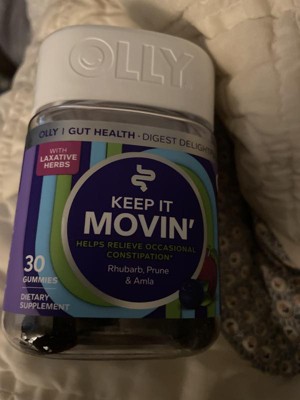 OLLY
OLLY | GUT HEALTH - DIGEST DELIGHT
WITH
LAXATIVE
HERBS
KEEP IT
MOVIN'
HELPS RELIEVE OCCASIONAL
CONSTIPATION*
Rhubarb, Prune
& Amla
30
GUMMIES
DIETARY
SUPPLEMENT